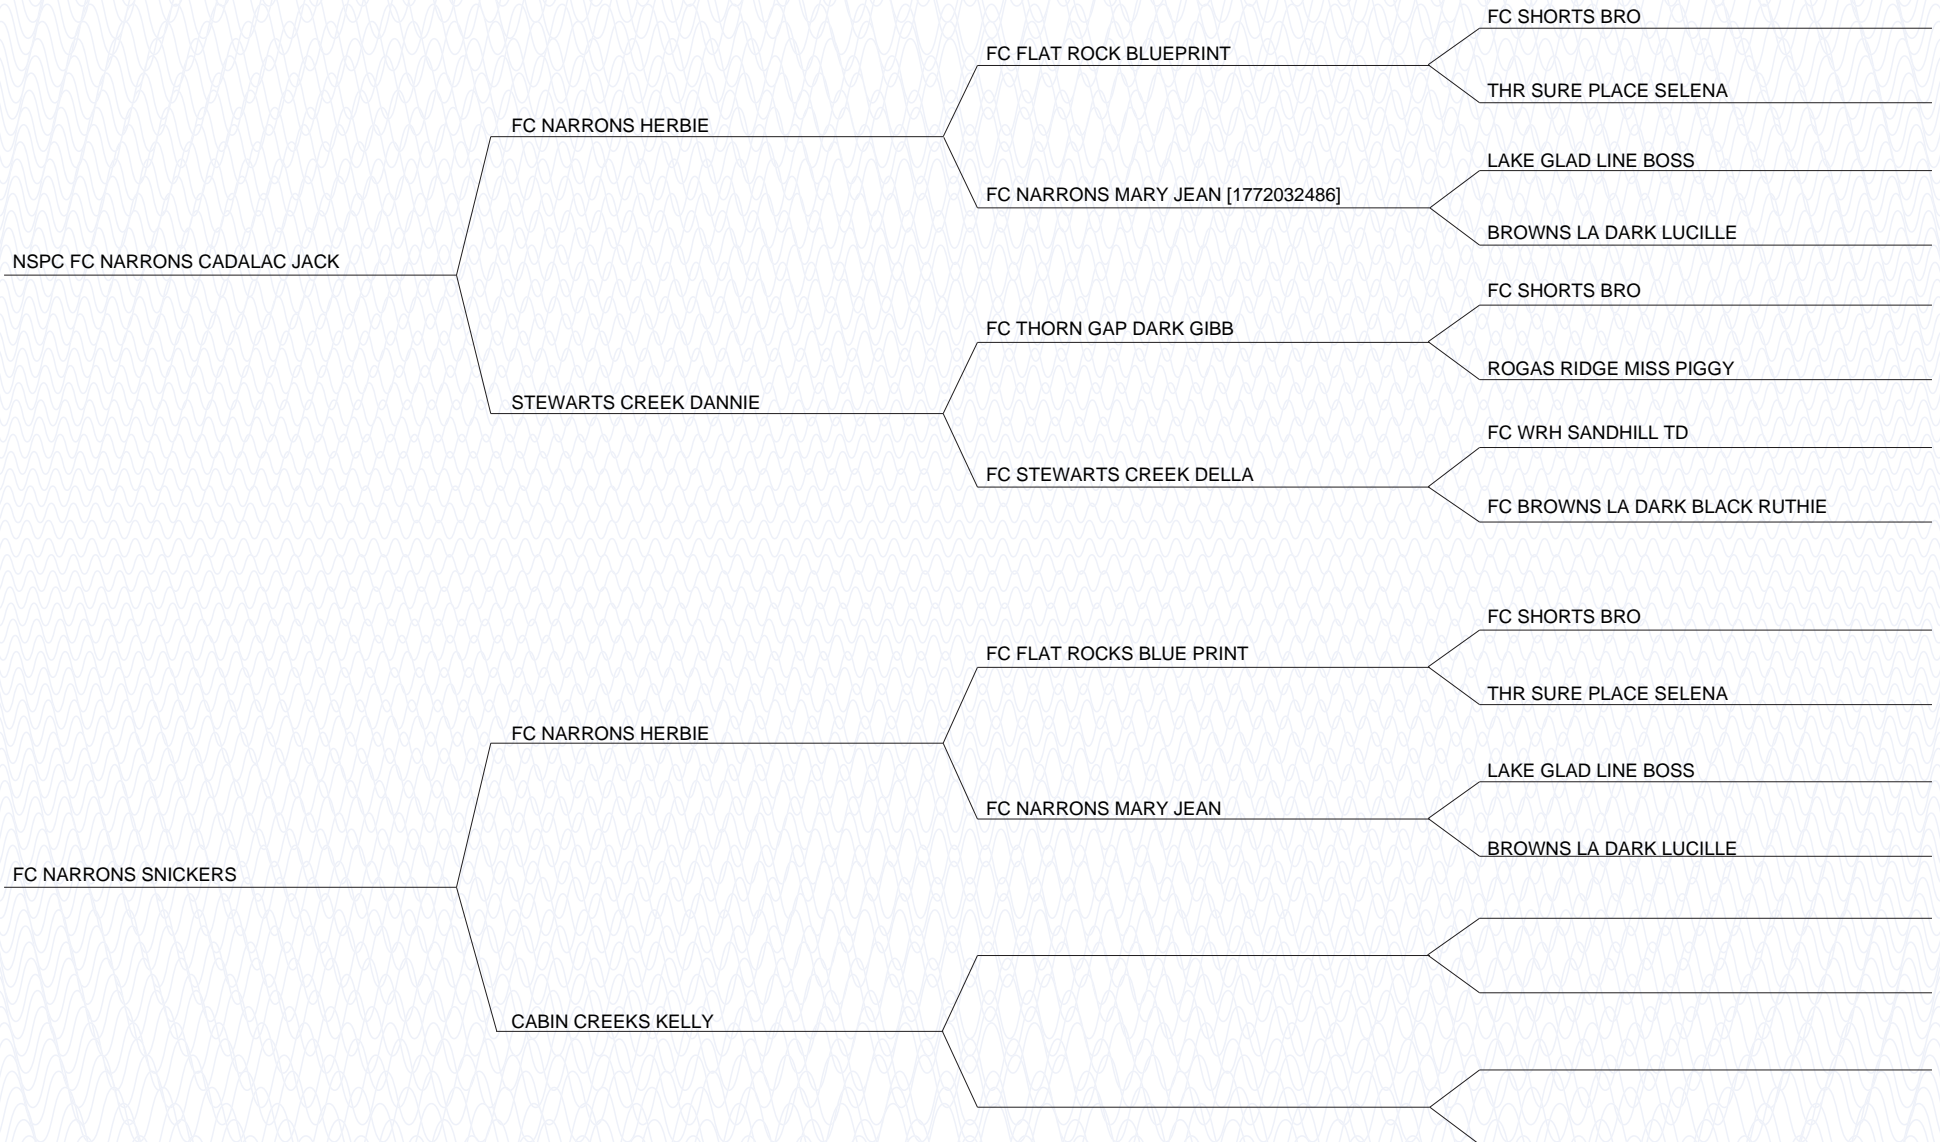 FC SHORTS BRO
FC FLAT ROCK BLUEPRINT
THR SURE PLACE SELENA
FC NARRONS HERBIE
LAKE GLAD LINE BOSS
FC NARRONS MARY JEAN [1772032486]
BROWNS LA DARK LUCILLE
NSPC FC NARRONS CADALAC JACK
FC SHORTS BRO
FC THORN GAP DARK GIBB
ROGAS RIDGE MISS PIGGY
STEWARTS CREEK DANNIE
FC WRH SANDHILL TD
FC STEWARTS CREEK DELLA
FC BROWNS LA DARK BLACK RUTHIE
FC SHORTS BRO
FC FLAT ROCKS BLUE PRINT
THR SURE PLACE SELENA
FC NARRONS HERBIE
LAKE GLAD LINE BOSS
FC NARRONS MARY JEAN
BROWNS LA DARK LUCILLE
FC NARRONS SNICKERS
CABIN CREEKS KELLY